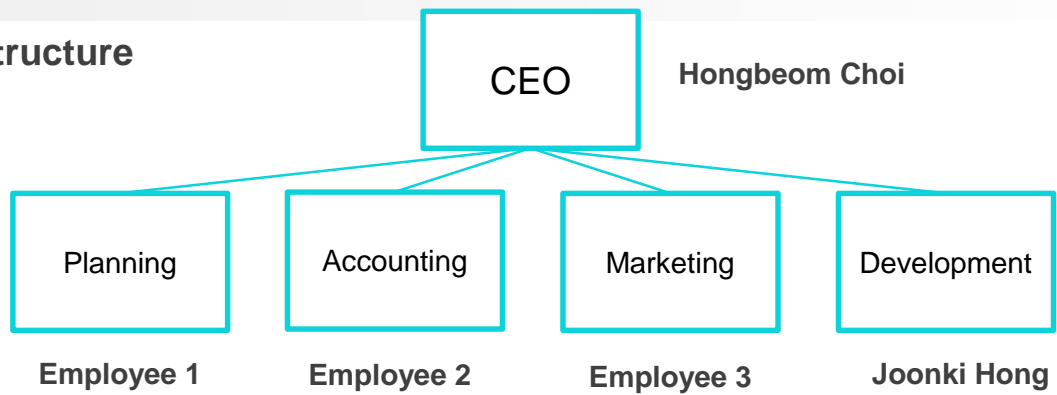 tructure
CEO
Hongbeom Choi
Planning
Accounting
Marketing
Development
Employee 1
Employee 2
Employee 3
Joonki Hong